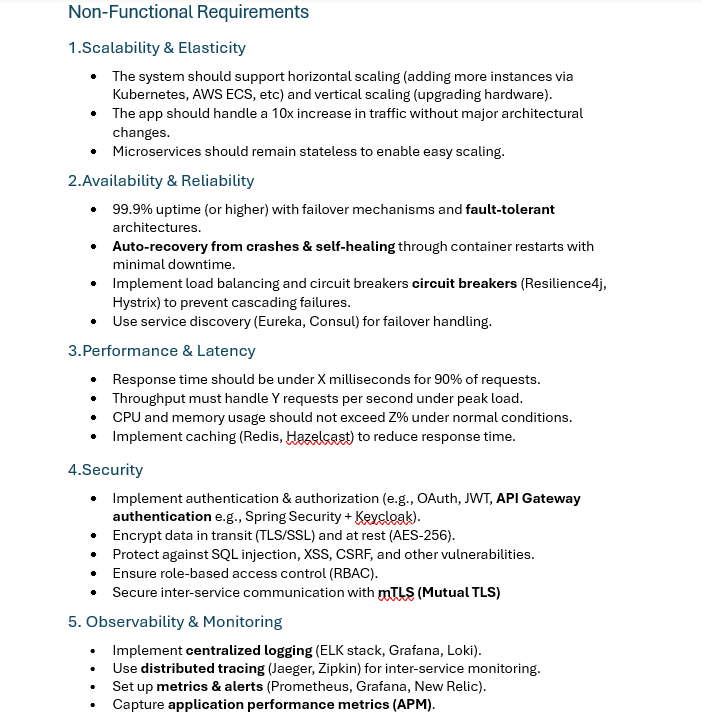 Non-Functional Requirements
1.Scalability & Elasticity
• The system should support horizontal scaling (adding more instances via
Kubernetes, AWS ECS, etc) and vertical scaling (upgrading hardware).
• The app should handle a 10x increase in traffic without major architectural
changes.
• Microservices should remain stateless to enable easy scaling.
2.Availability & Reliability
• 99.9% uptime (or higher) with failover mechanisms and fault-tolerant
architectures.
• Auto-recovery from crashes & self-healing through container restarts with
minimal downtime.
• Implement load balancing and circuit breakers circuit breakers (Resilience4j,
Hystrix) to prevent cascading failures.
• Use service discovery (Eureka, Consul) for failover handling.
3.Performance & Latency
• Response time should be under X milliseconds for 90% of requests.
• Throughput must handle Y requests per second under peak load.
• CPU and memory usage should not exceed Z% under normal conditions.
• Implement caching (Redis, Hazelcast) to reduce response time.
4.Security
• Implement authentication & authorization (e.g., OAuth, JWT, API Gateway
authentication e.g., Spring Security + Keycloak).
• Encrypt data in transit (TLS/SSL) and at rest (AES-256).
• Protect against SQL injection, XSS, CSRF, and other vulnerabilities.
• Ensure role-based access control (RBAC).
• Secure inter-service communication with mTLS (Mutual TLS)
5. Observability & Monitoring
• Implement centralized logging (ELK stack, Grafana, Loki).
• Use distributed tracing (Jaeger, Zipkin) for inter-service monitoring.
• Set up metrics & alerts (Prometheus, Grafana, New Relic).
• Capture application performance metrics (APM).